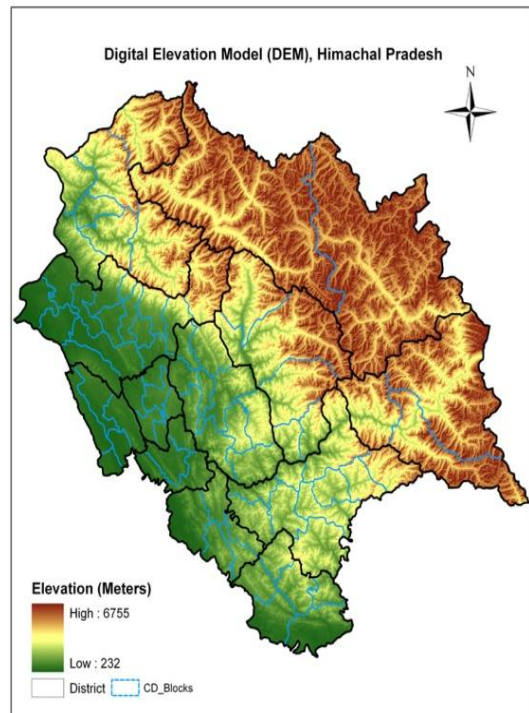 Digital Elevation Model (DEM), Himachal Pradesh
N
Elevation (Meters)
High : 6755
Low : 232
District
CD_Blocks